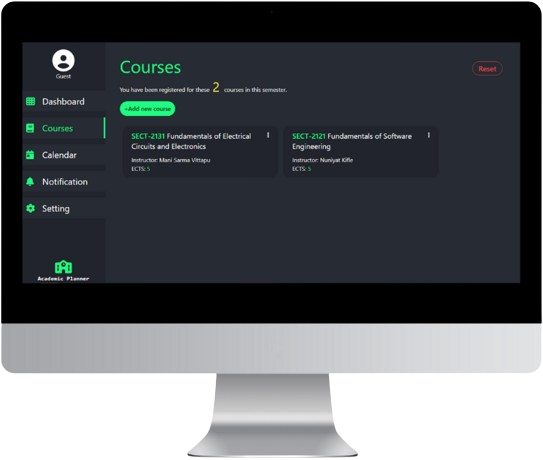 Guest
Dashboard
Courses
Calendar
Notification
Setting
Academic Planner
Courses
Reset
You have been registered for these 2 courses in this semester.
+Add new course
SECT-2131 Fundamentals of Electrical
Circuits and Electronics
Instructor: Mani Sarma Vittapu
ECTS: 5
SECT-2121 Fundamentals of Software
Engineering
Instructor: Nuniyat Kifle
ECTS: 5